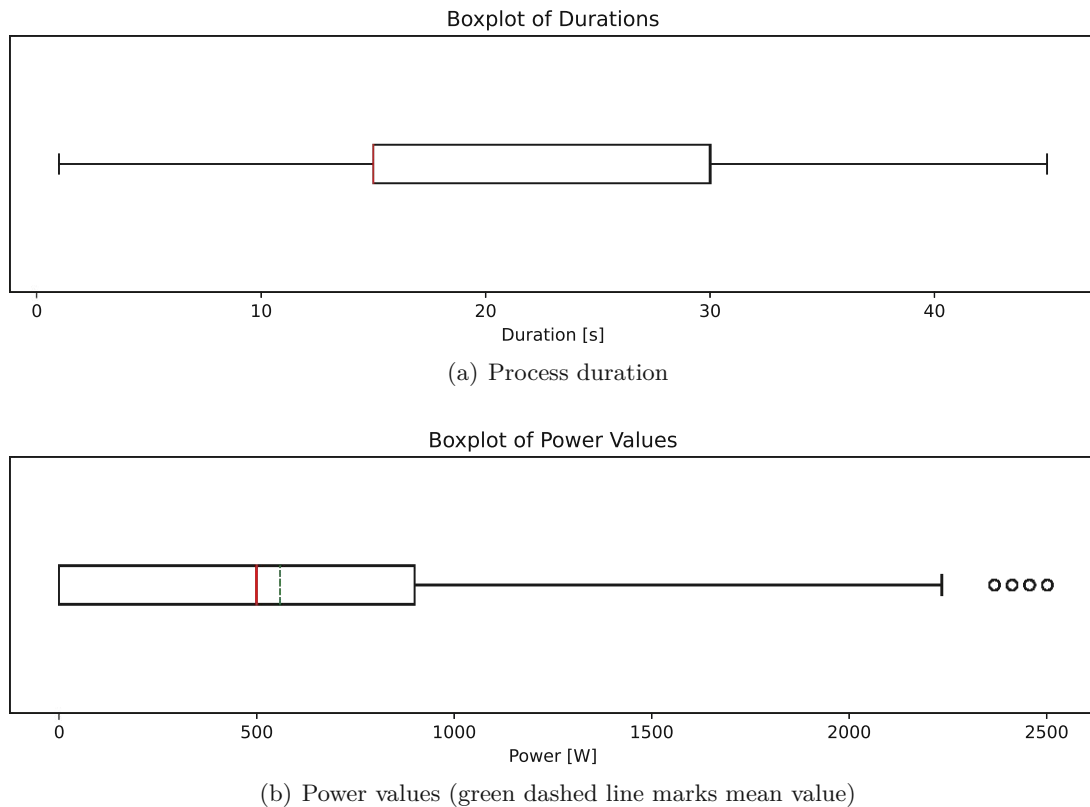 Boxplot of Durations
0 10 20 30 40
Duration [s]
(a) Process duration
Boxplot of Power Values
0 500 1000 1500 2000 2500
Power [W]
(b) Power values (green dashed line marks mean value)